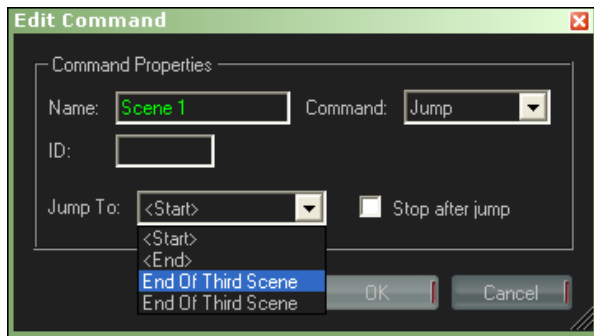 Edit Command
Command Properties
Name: Scene 1 Command: Jump
ID:
Jump To: <Start> Stop after jump
<Start>
<End>
End Of Third Scene
End Of Third Scene
OK Cancel